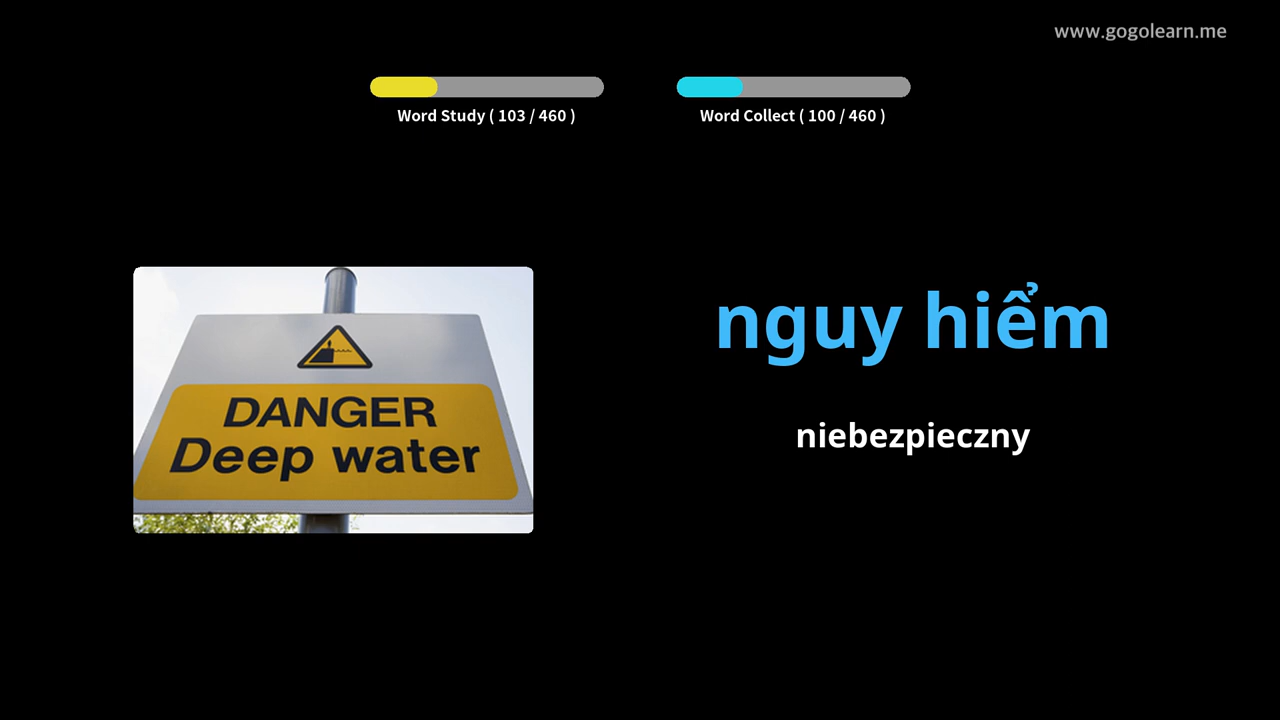 www.gogolearn.me
Word Study ( 103 / 460 )
Word Collect ( 100 / 460 )
DANGER
Deep water
nguy hiểm
niebezpieczny